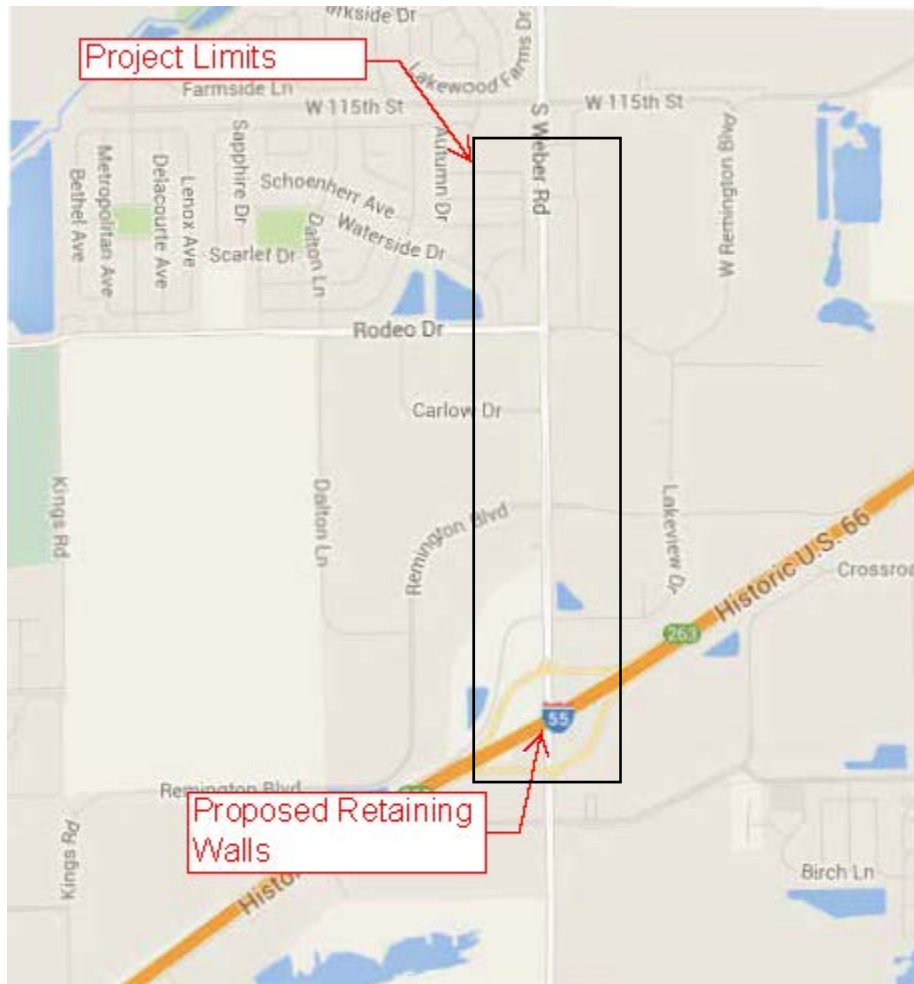 arkside Dr
Project Limits
Lakewood Farms Dr
Farmside Ln
W 115th St
W 115th St
S Weber Rd
Autumn Dr
Sapphire Dr
W Remington Blvd
Metropolitan Ave
Bethel Ave
Delacourte Ave
Lenox Ave
Schoenherr Ave
Waterside Dr
Dalton Ln
Scarlet Dr
Rodeo Dr
Carlow Dr
Kings Rd
Dalton Ln
Remington Blvd
Lakeview Dr
Historic U.S. 66
Crossroa
263
55
Remington Blvd
Proposed Retaining
Walls
Kings Rd
Birch Ln
Histor